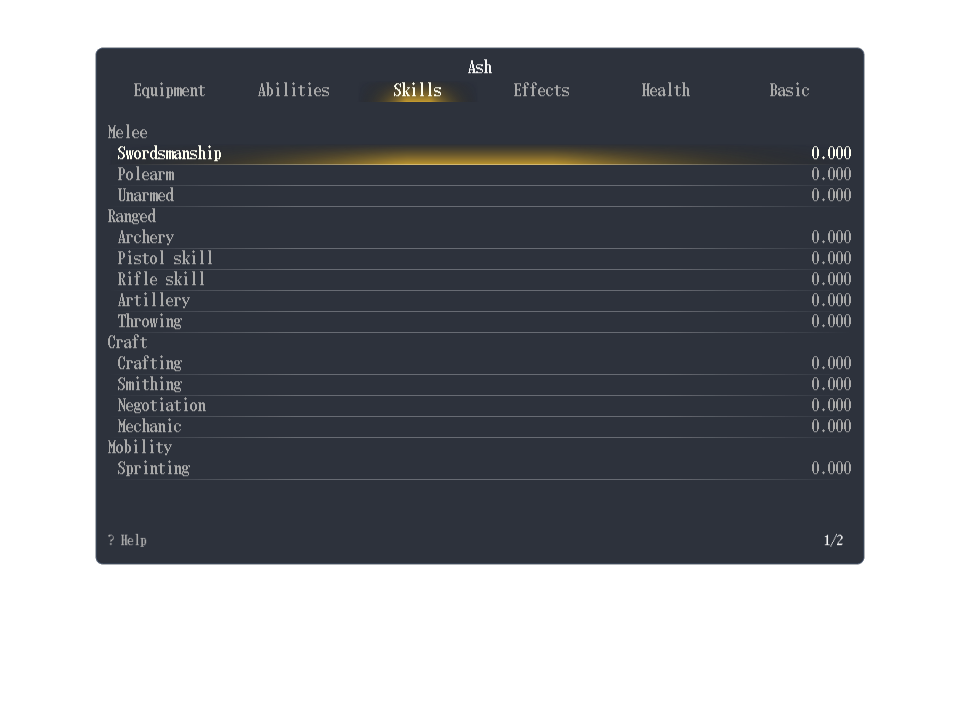 Ash
Equipment Abilities Skills Effects Health Basic
Melee
Swordsmanship 0.000
Polearm 0.000
Unarmed 0.000
Ranged
Archery 0.000
Pistol skill 0.000
Rifle skill 0.000
Artillery 0.000
Throwing 0.000
Craft
Crafting 0.000
Smithing 0.000
Negotiation 0.000
Mechanic 0.000
Mobility
Sprinting 0.000
? Help 1/2